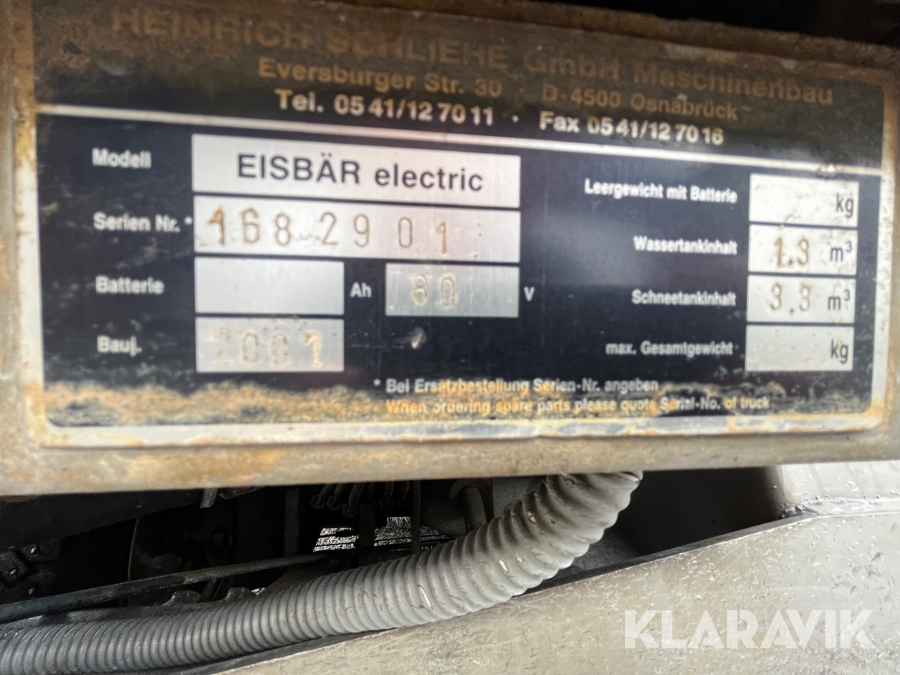 HEINRICH SCHLIEHE GmbH Maschinenbau
Eversburger Str. 30 D-4500 Osnabrück
Tel. 05 41/12 70 11 · Fax 05 41/12 70 16
Modell EISBÄR electric
Serien Nr. * 1682901
Batterie Ah 80 V
Bauj. 2001
Leergewicht mit Batterie kg
Wassertankinhalt 1.3 m³
Schneetankinhalt 3.3 m³
max. Gesamtgewicht kg
* Bei Ersatzbestellung Serien-Nr. angeben
When ordering spare parts please quote Serial-No. of truck
KLARAVIK